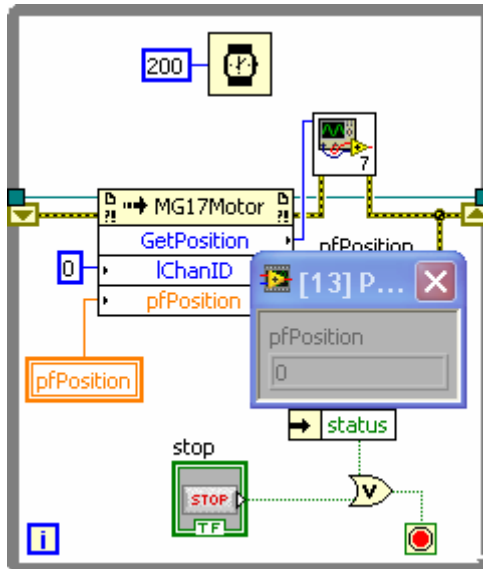 200
7
?!
MG17Motor
?!
GetPosition
pfPosition
0
lChanID
[13] P...
pfPosition
pfPosition
0
pfPosition
status
stop
V
STOP
TF
i